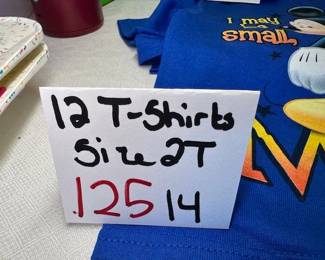 I may
small
12 T-Shirts
Size 2T
.125 14